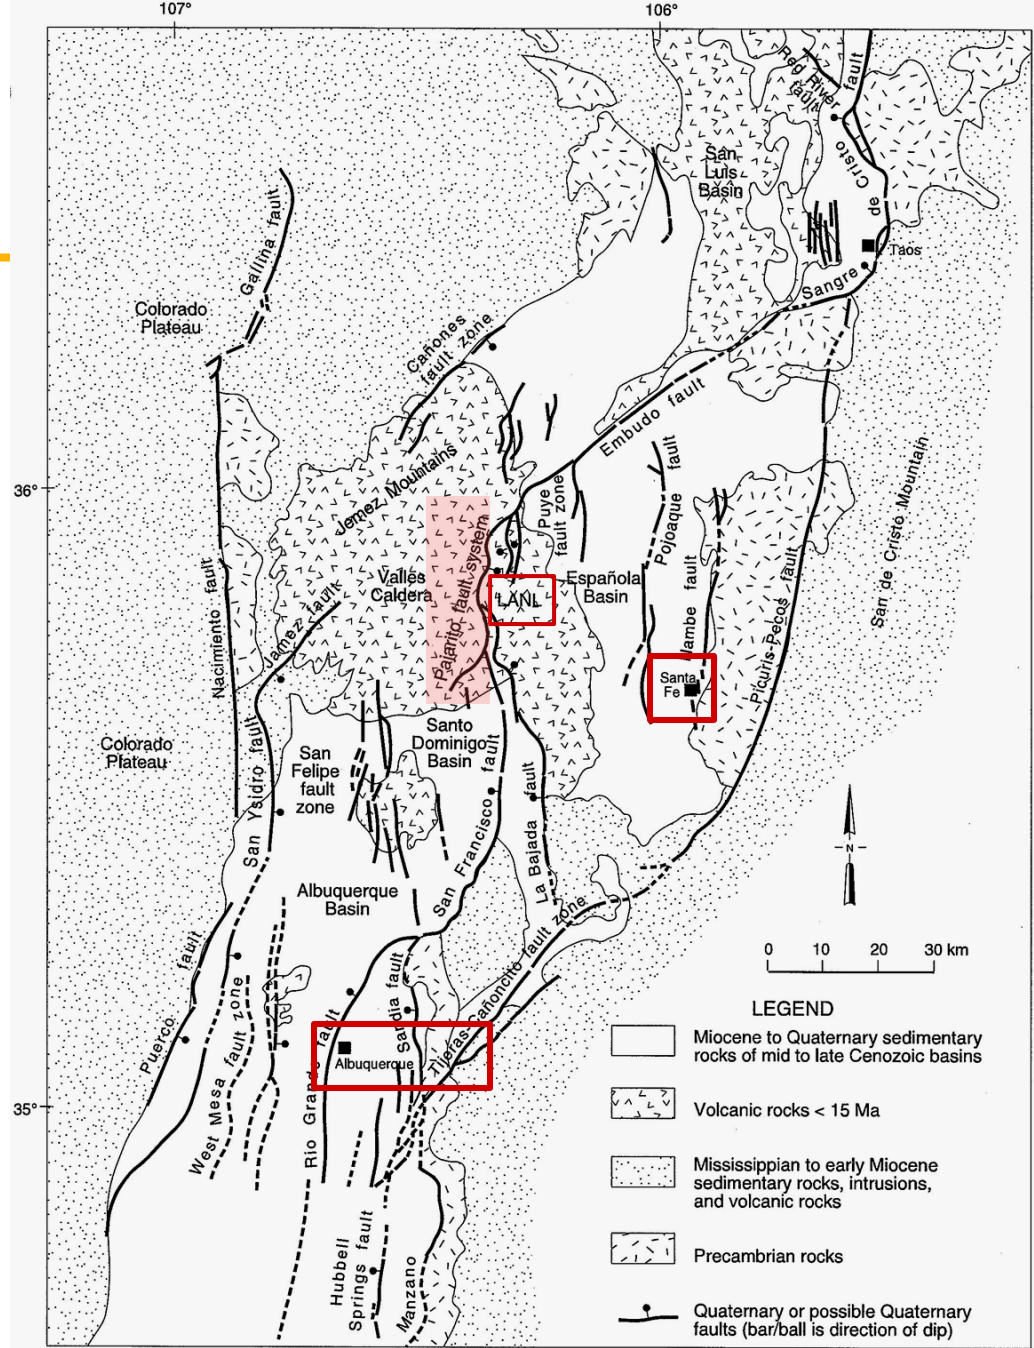 107°
106°
Red River
fault
fault
Cristo
de
Sangre
San
Luis
Basin
Taos
Gallina fault
Colorado
Plateau
Cañones
fault zone
Embudo fault
36°
Jemez Mountains
Puye
fault zone
Pojoaque fault
San de Cristo Mountain
Pajarito fault system
Valles
Caldera
LANL
Española
Basin
Nambe fault
Nacimiento fault
Jemez fault
Picuris-Pecos fault
Santa
Fe
Colorado
Plateau
San Ysidro fault
San
Felipe
fault
zone
Santo
Dominigo
Basin
San Francisco fault
La Bajada fault
N
Albuquerque
Basin
0 10 20 30 km
Puerco fault
West Mesa fault zone
Rio Grande fault
Sandia fault
Tijeras-Cañoncito fault zone
Albuquerque
35°
Hubbell
Springs fault
Manzano
LEGEND
Miocene to Quaternary sedimentary
rocks of mid to late Cenozoic basins
Volcanic rocks < 15 Ma
Mississippian to early Miocene
sedimentary rocks, intrusions,
and volcanic rocks
Precambrian rocks
Quaternary or possible Quaternary
faults (bar/ball is direction of dip)